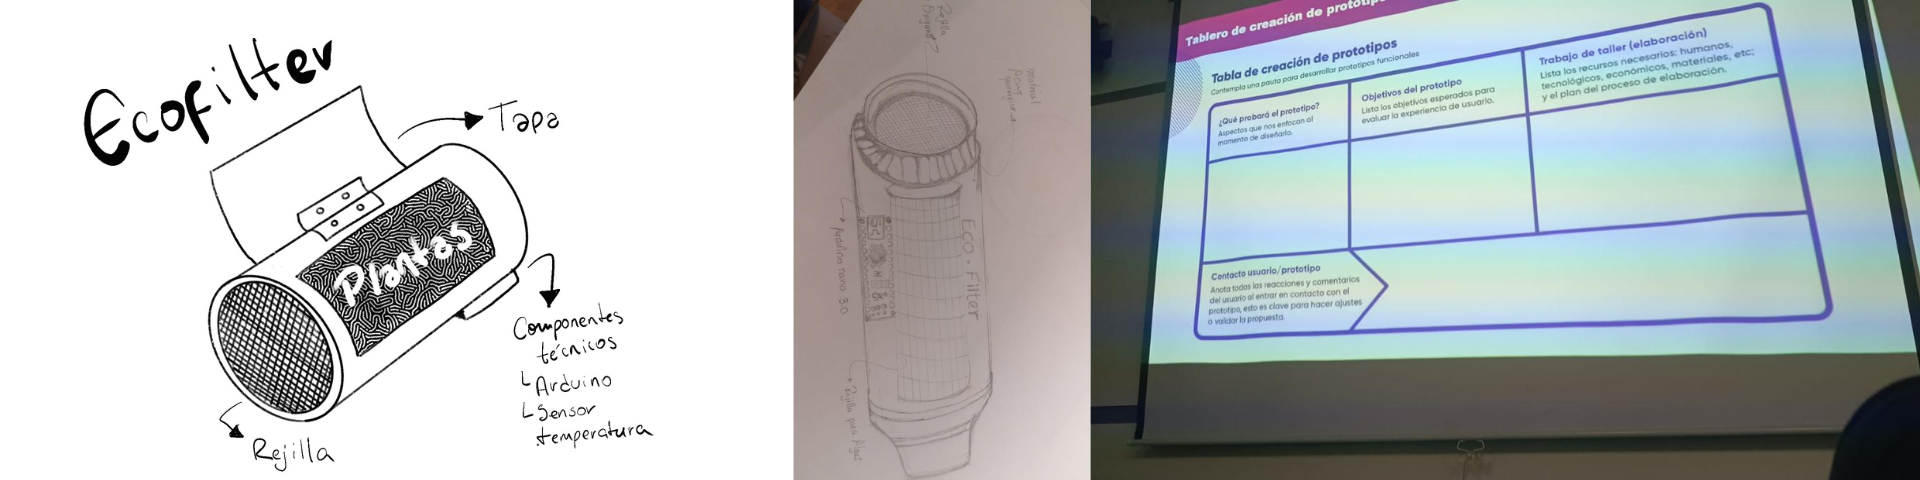 Ecofilter
Tapa
Plantas
Componentes
técnicos
Arduino
Sensor
temperatura
Rejilla
Rejilla
Eco-Filter
Arduino nano 3.0
Tablero de creación de
Tabla de creación de prototipos
Contempla una pauta para desarrollar prototipos funcionales
¿Qué probará el prototipo?
Aspectos que nos enfocan al
momento de diseñarlo.
Objetivos del prototipo
Lista los objetivos esperados para
evaluar la experiencia de usuario.
Trabajo de taller (elaboración)
Lista los recursos necesarios: humanos,
tecnológicos, económicos, materiales, etc;
y el plan del proceso de elaboración.
Contacto usuario/prototipo
Anota todas las reacciones y comentarios
del usuario al entrar en contacto con el
prototipo, esto es clave para hacer ajustes
o validar la propuesta.